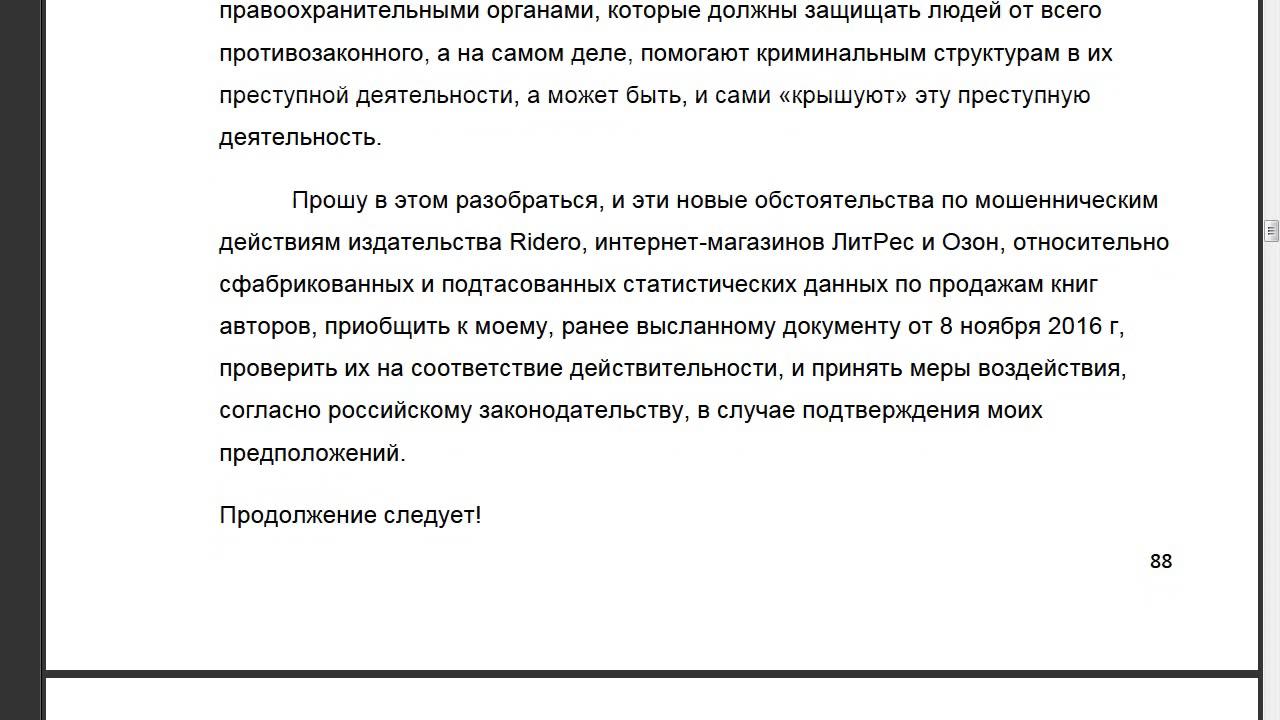 правоохранительными органами, которые должны защищать людей от всего
противозаконного, а на самом деле, помогают криминальным структурам в их
преступной деятельности, а может быть, и сами «крышуют» эту преступную
деятельность.
Прошу в этом разобраться, и эти новые обстоятельства по мошенническим
действиям издательства Ridero, интернет-магазинов ЛитРес и Озон, относительно
сфабрикованных и подтасованных статистических данных по продажам книг
авторов, приобщить к моему, ранее высланному документу от 8 ноября 2016 г,
проверить их на соответствие действительности, и принять меры воздействия,
согласно российскому законодательству, в случае подтверждения моих
предположений.
Продолжение следует!
88